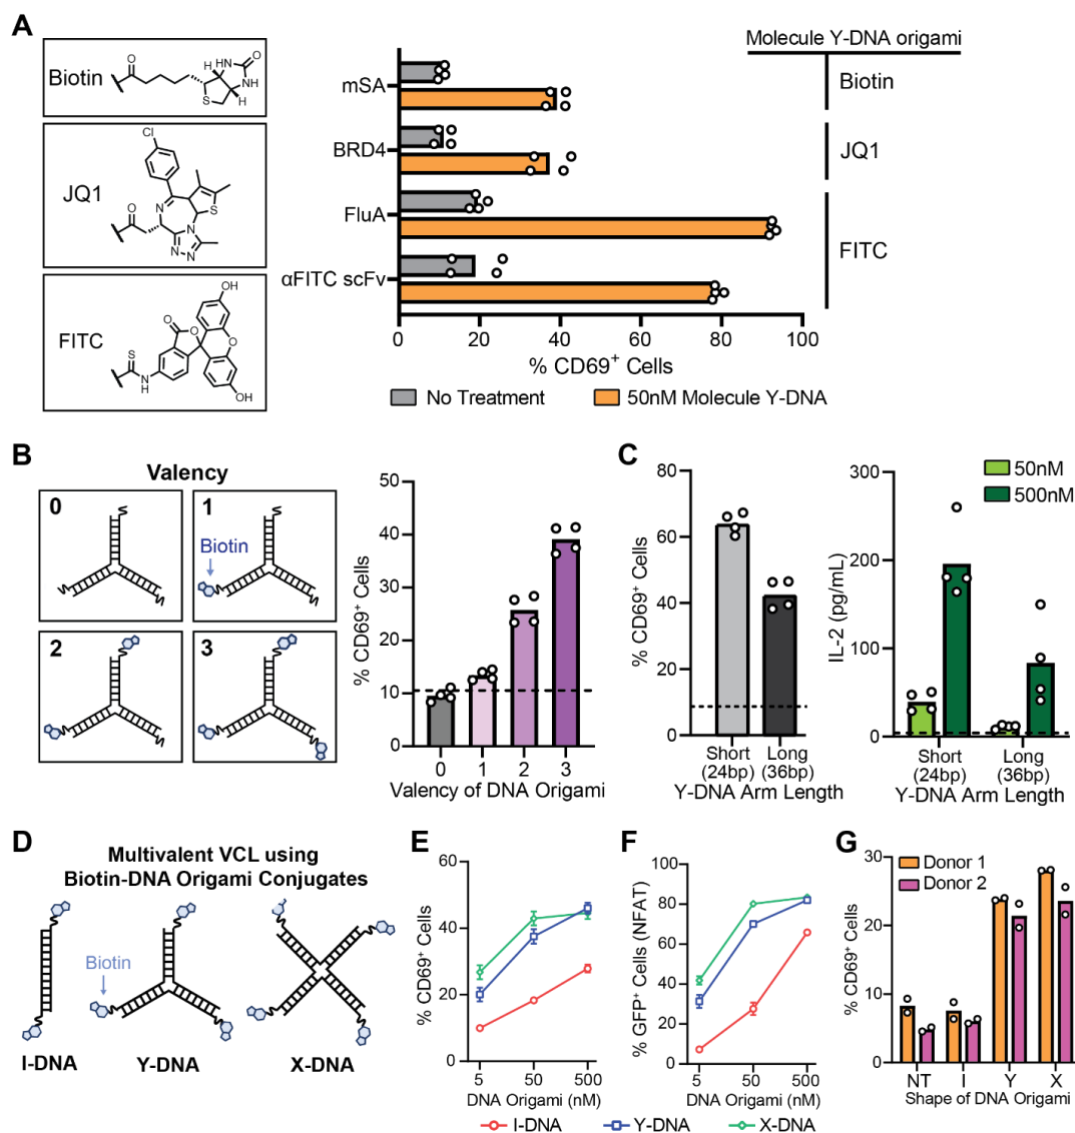 A
Biotin
O
O
HN
NH
H
H
S
JQ1
Cl
O
N
S
N
N
N
FITC
OH
O
O
O
S
N
H
OH
Molecule Y-DNA origami
mSA
Biotin
BRD4
JQ1
FluA
FITC
αFITC scFv
0 20 40 60 80 100
% CD69⁺ Cells
No Treatment
50nM Molecule Y-DNA
B
Valency
0
1
Biotin
2
3
% CD69⁺ Cells
50
40
30
20
10
0
0 1 2 3
Valency of DNA Origami
C
% CD69⁺ Cells
80
60
40
20
0
Short Long
(24bp) (36bp)
Y-DNA Arm Length
IL-2 (pg/mL)
300
200
100
0
50nM
500nM
Short Long
(24bp) (36bp)
Y-DNA Arm Length
D
Multivalent VCL using
Biotin-DNA Origami Conjugates
Biotin
I-DNA Y-DNA X-DNA
E
% CD69⁺ Cells
60
40
20
0
5 50 500
DNA Origami (nM)
F
% GFP⁺ Cells (NFAT)
100
80
60
40
20
0
5 50 500
DNA Origami (nM)
I-DNA Y-DNA X-DNA
G
% CD69⁺ Cells
30
20
10
0
Donor 1
Donor 2
NT I Y X
Shape of DNA Origami